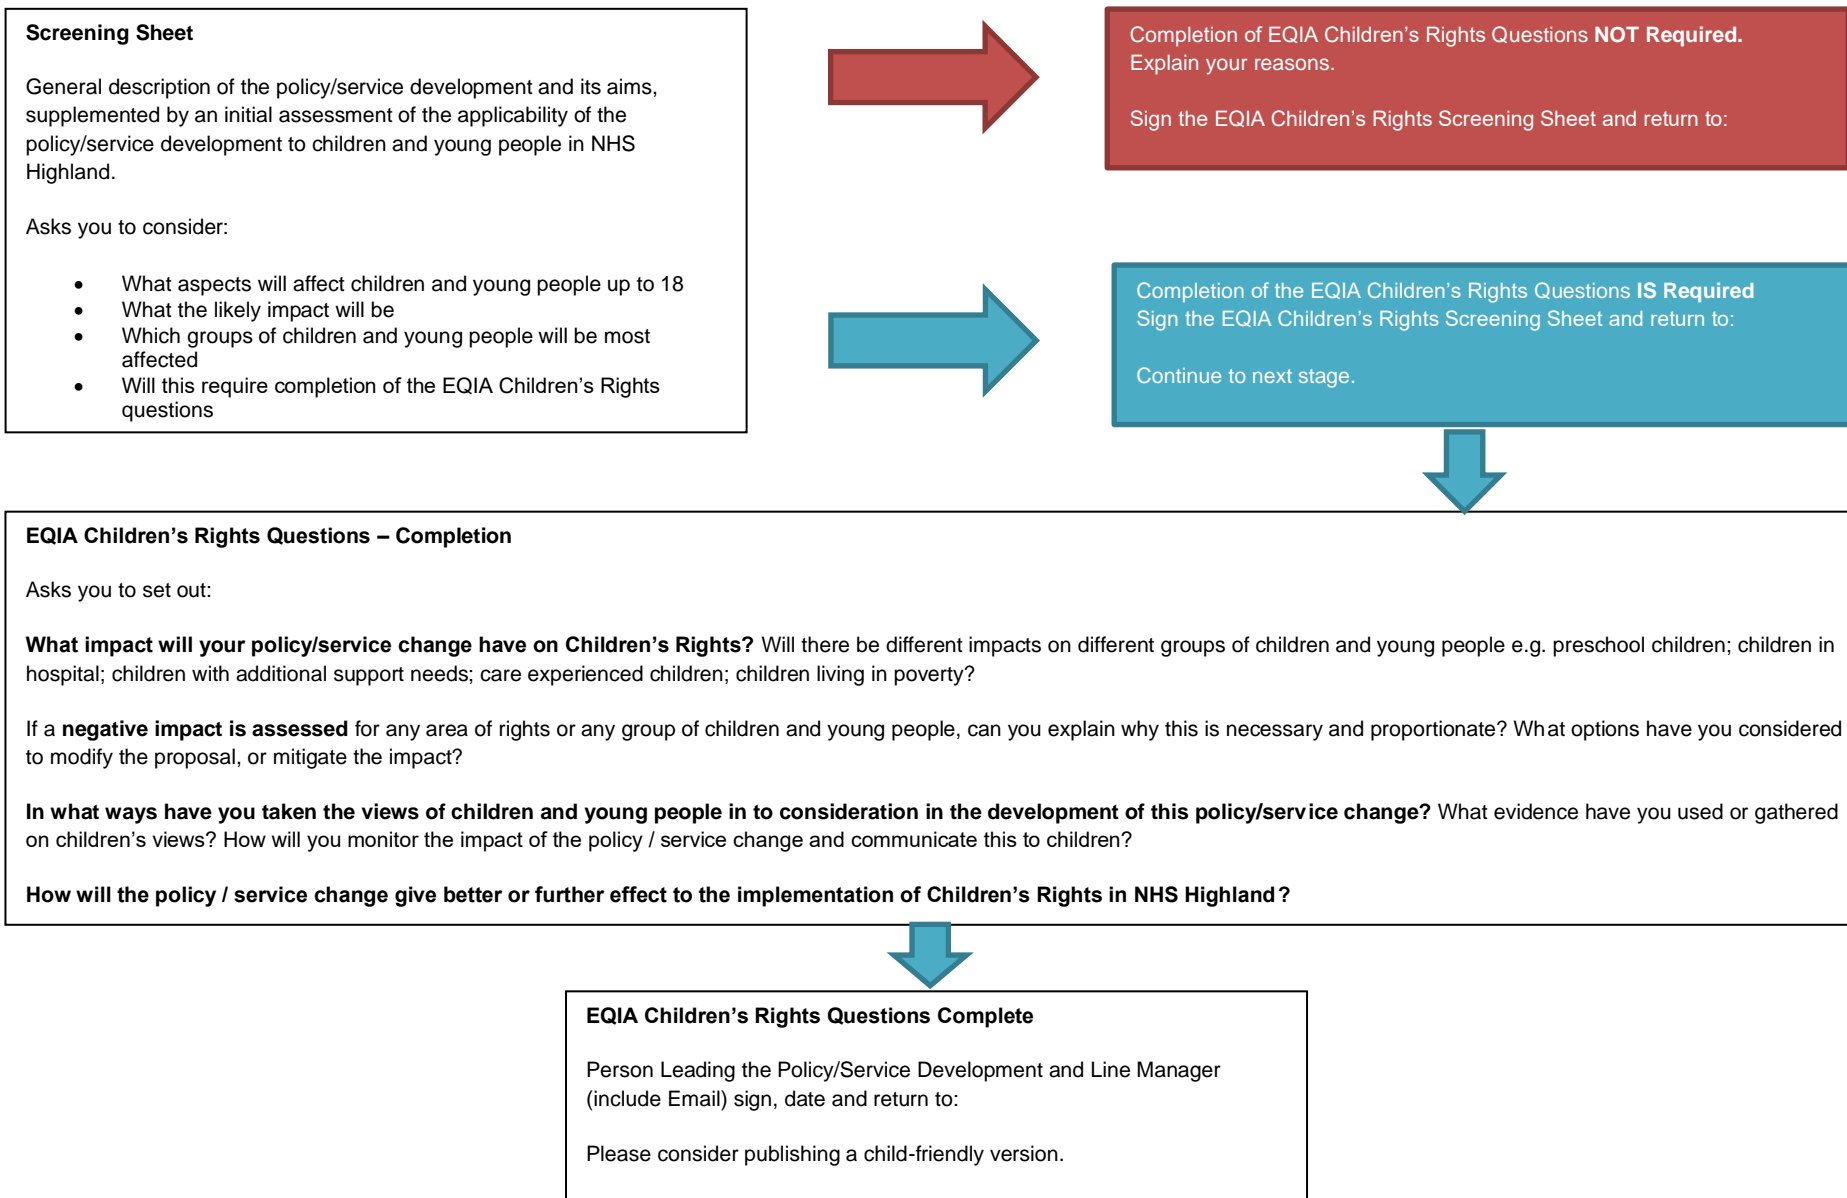 Screening Sheet
General description of the policy/service development and its aims,
supplemented by an initial assessment of the applicability of the
policy/service development to children and young people in NHS
Highland.
Asks you to consider:
• What aspects will affect children and young people up to 18
• What the likely impact will be
• Which groups of children and young people will be most
affected
• Will this require completion of the EQIA Children’s Rights
questions
Completion of EQIA Children’s Rights Questions NOT Required.
Explain your reasons.
Sign the EQIA Children’s Rights Screening Sheet and return to:
Completion of the EQIA Children’s Rights Questions IS Required
Sign the EQIA Children’s Rights Screening Sheet and return to:
Continue to next stage.
EQIA Children’s Rights Questions – Completion
Asks you to set out:
What impact will your policy/service change have on Children’s Rights? Will there be different impacts on different groups of children and young people e.g. preschool children; children in
hospital; children with additional support needs; care experienced children; children living in poverty?
If a negative impact is assessed for any area of rights or any group of children and young people, can you explain why this is necessary and proportionate? What options have you considered
to modify the proposal, or mitigate the impact?
In what ways have you taken the views of children and young people in to consideration in the development of this policy/service change? What evidence have you used or gathered
on children’s views? How will you monitor the impact of the policy / service change and communicate this to children?
How will the policy / service change give better or further effect to the implementation of Children’s Rights in NHS Highland?
EQIA Children’s Rights Questions Complete
Person Leading the Policy/Service Development and Line Manager
(include Email) sign, date and return to:
Please consider publishing a child-friendly version.